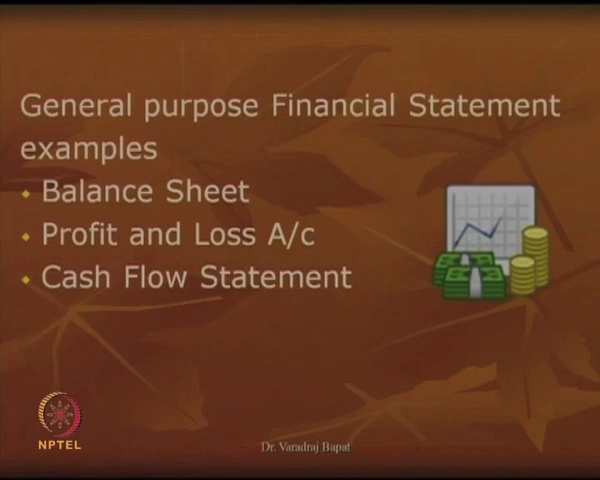 General purpose Financial Statement
examples
Balance Sheet
Profit and Loss A/c
Cash Flow Statement
NPTEL
Dr. Varadraj Bapat